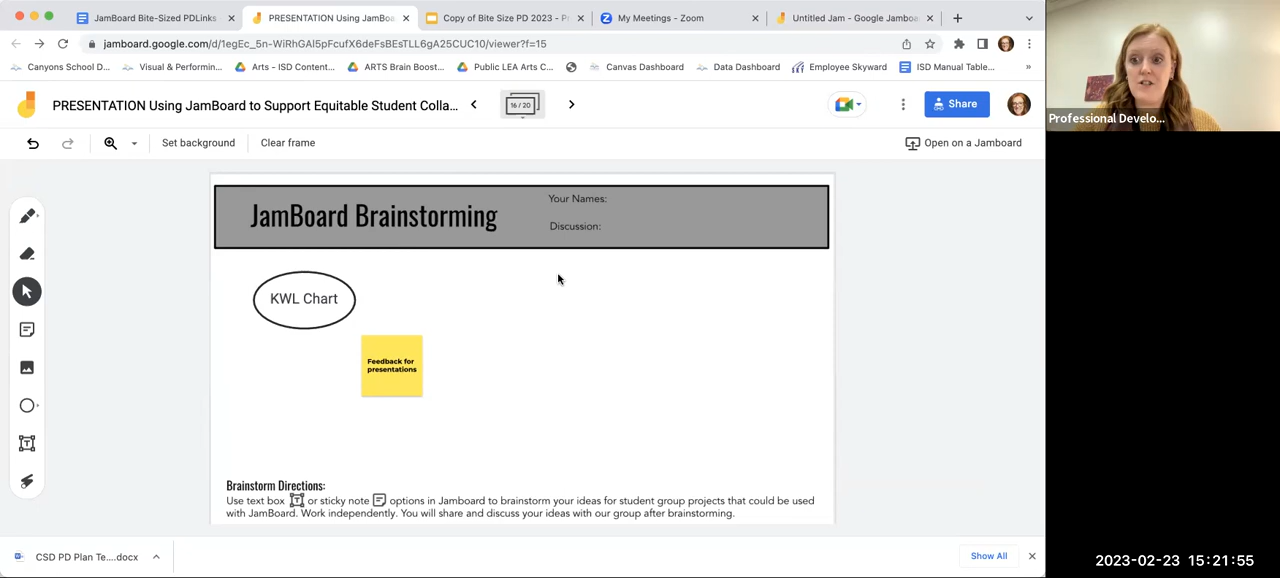 JamBoard Bite-Sized PDLinks
PRESENTATION Using JamBoa
Copy of Bite Size PD 2023 - P
My Meetings - Zoom
Untitled Jam - Google Jamboa
jamboard.google.com/d/1egEc_5n-WiRhGAl5pFcufX6deFsBEsTLL6gA25CUC10/viewer?f=15
Canyons School D...
Visual & Performin...
Arts - ISD Content...
ARTS Brain Boost...
Public LEA Arts C...
Canvas Dashboard
Data Dashboard
Employee Skyward
ISD Manual Table...
»
PRESENTATION Using JamBoard to Support Equitable Student Colla...
16 / 20
Share
Set background
Clear frame
Open on a Jamboard
JamBoard Brainstorming
Your Names:
Discussion:
KWL Chart
Feedback for
presentations
Brainstorm Directions:
Use text box T or sticky note options in Jamboard to brainstorm your ideas for student group projects that could be used
with JamBoard. Work independently. You will share and discuss your ideas with our group after brainstorming.
CSD PD Plan Te....docx
Show All
Professional Develo...
2023-02-23 15:21:55